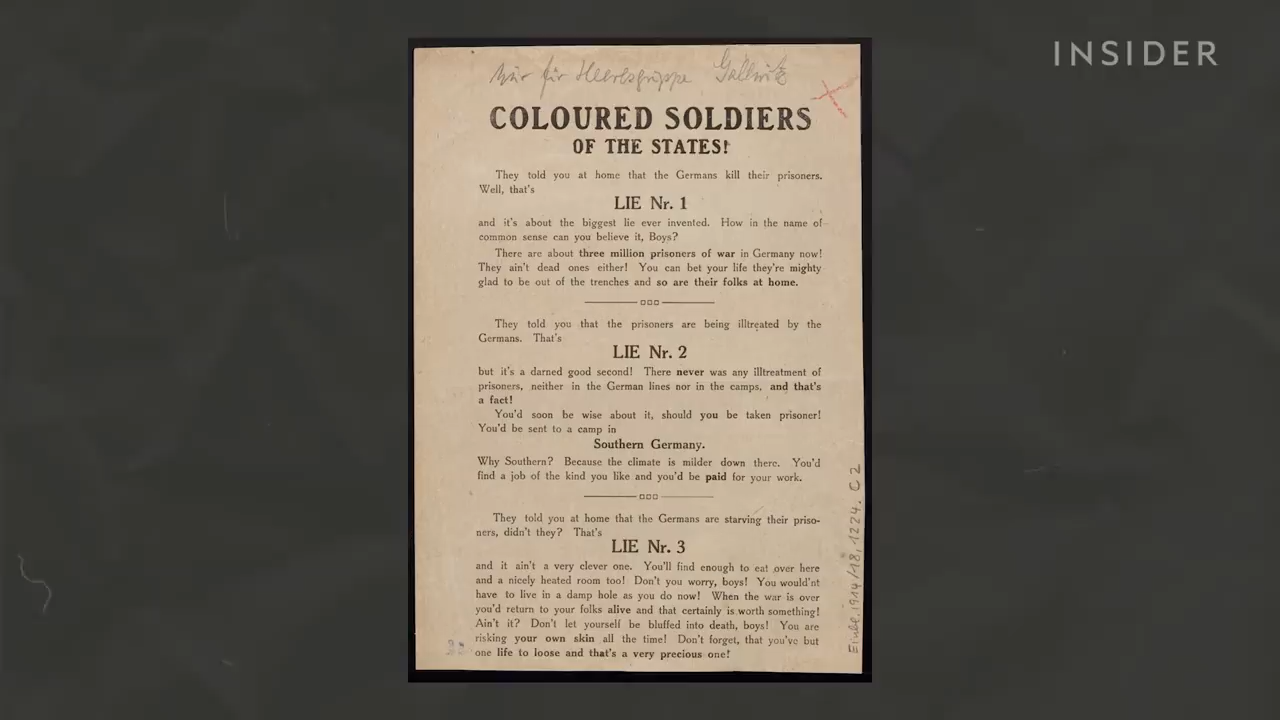 INSIDER
Nur für Heeresgruppe Gallwitz
COLOURED SOLDIERS
OF THE STATES!
They told you at home that the Germans kill their prisoners.
Well, that's
LIE Nr. 1
and it's about the biggest lie ever invented. How in the name of
common sense can you believe it, Boys?
There are about three million prisoners of war in Germany now!
They ain't dead ones either! You can bet your life they're mighty
glad to be out of the trenches and so are their folks at home.
They told you that the prisoners are being illtreated by the
Germans. That's
LIE Nr. 2
but it's a darned good second! There never was any illtreatment of
prisoners, neither in the German lines nor in the camps, and that's
a fact!
You'd soon be wise about it, should you be taken prisoner!
You'd be sent to a camp in
Southern Germany.
Why Southern? Because the climate is milder down there. You'd
find a job of the kind you like and you'd be paid for your work.
They told you at home that the Germans are starving their priso-
ners, didn't they? That's
LIE Nr. 3
and it ain't a very clever one. You'll find enough to eat over here
and a nicely heated room too! Don't you worry, boys! You would'nt
have to live in a damp hole as you do now! When the war is over
you'd return to your folks alive and that certainly is worth something!
Ain't it? Don't let yourself be bluffed into death, boys! You are
risking your own skin all the time! Don't forget, that you've but
one life to loose and that's a very precious one!
1914/18, 1224. C 2